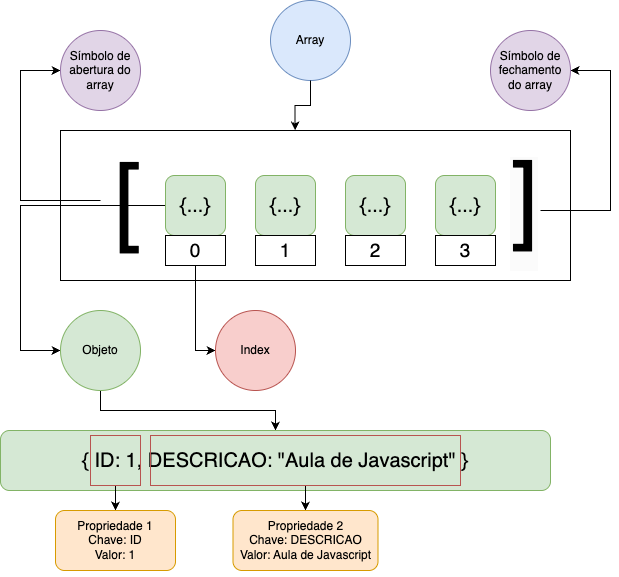 Array
Símbolo de
abertura do
array
Símbolo de
fechamento
do array
[ {...} {...} {...} {...} ]
0 1 2 3
Objeto
Index
{ ID: 1, DESCRICAO: "Aula de Javascript" }
Propriedade 1
Chave: ID
Valor: 1
Propriedade 2
Chave: DESCRICAO
Valor: Aula de Javascript